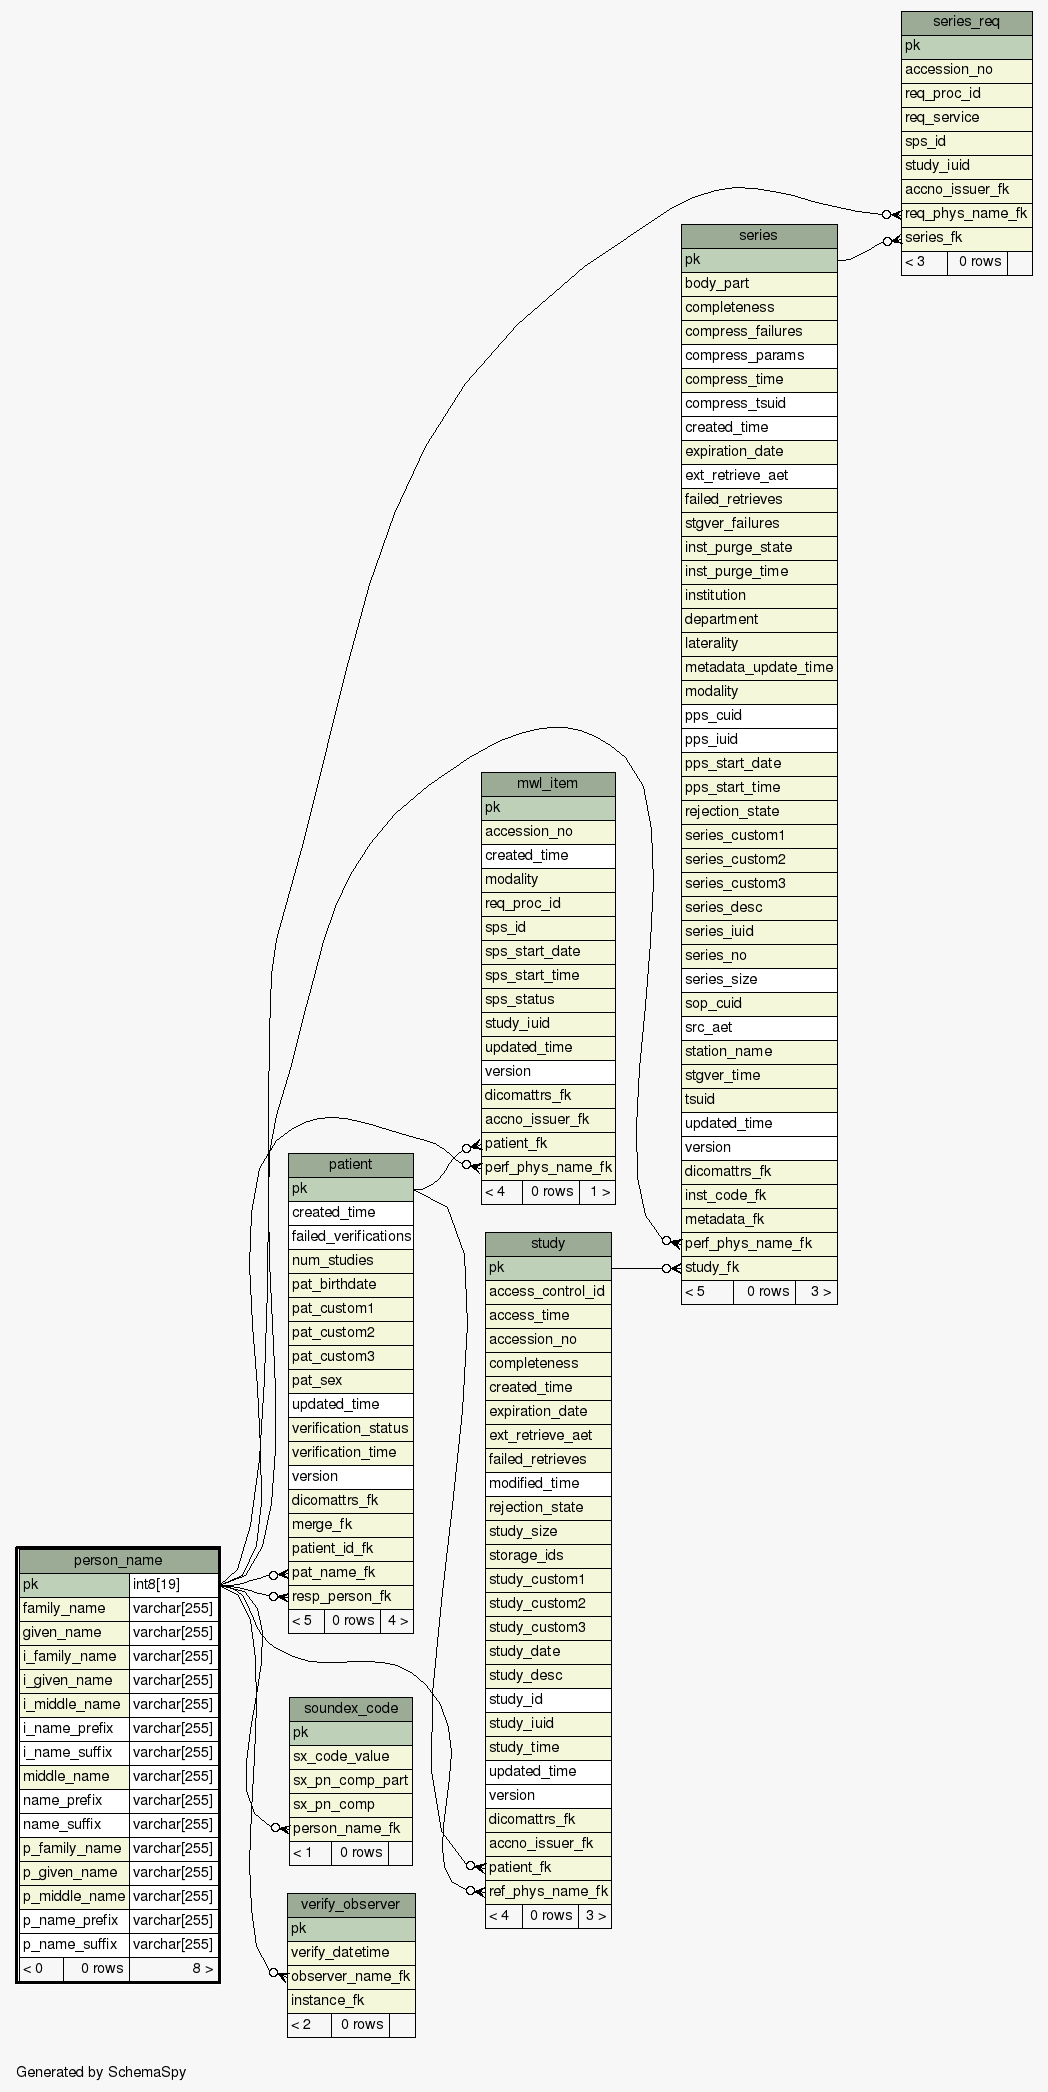 series_req
pk
accession_no
req_proc_id
req_service
sps_id
study_iuid
accno_issuer_fk
req_phys_name_fk
series_fk
< 3 0 rows
series
pk
body_part
completeness
compress_failures
compress_params
compress_time
compress_tsuid
created_time
expiration_date
ext_retrieve_aet
failed_retrieves
stgver_failures
inst_purge_state
inst_purge_time
institution
department
laterality
metadata_update_time
modality
pps_cuid
pps_iuid
pps_start_date
pps_start_time
rejection_state
series_custom1
series_custom2
series_custom3
series_desc
series_iuid
series_no
series_size
sop_cuid
src_aet
station_name
stgver_time
tsuid
updated_time
version
dicomattrs_fk
inst_code_fk
metadata_fk
perf_phys_name_fk
study_fk
< 5 0 rows 3 >
mwl_item
pk
accession_no
created_time
modality
req_proc_id
sps_id
sps_start_date
sps_start_time
sps_status
study_iuid
updated_time
version
dicomattrs_fk
accno_issuer_fk
patient_fk
perf_phys_name_fk
< 4 0 rows 1 >
patient
pk
created_time
failed_verifications
num_studies
pat_birthdate
pat_custom1
pat_custom2
pat_custom3
pat_sex
updated_time
verification_status
verification_time
version
dicomattrs_fk
merge_fk
patient_id_fk
pat_name_fk
resp_person_fk
< 5 0 rows 4 >
study
pk
access_control_id
access_time
accession_no
completeness
created_time
expiration_date
ext_retrieve_aet
failed_retrieves
modified_time
rejection_state
study_size
storage_ids
study_custom1
study_custom2
study_custom3
study_date
study_desc
study_id
study_iuid
study_time
updated_time
version
dicomattrs_fk
accno_issuer_fk
patient_fk
ref_phys_name_fk
< 4 0 rows 3 >
person_name
pk int8[19]
family_name varchar[255]
given_name varchar[255]
i_family_name varchar[255]
i_given_name varchar[255]
i_middle_name varchar[255]
i_name_prefix varchar[255]
i_name_suffix varchar[255]
middle_name varchar[255]
name_prefix varchar[255]
name_suffix varchar[255]
p_family_name varchar[255]
p_given_name varchar[255]
p_middle_name varchar[255]
p_name_prefix varchar[255]
p_name_suffix varchar[255]
< 0 0 rows 8 >
soundex_code
pk
sx_code_value
sx_pn_comp_part
sx_pn_comp
person_name_fk
< 1 0 rows
verify_observer
pk
verify_datetime
observer_name_fk
instance_fk
< 2 0 rows
Generated by SchemaSpy